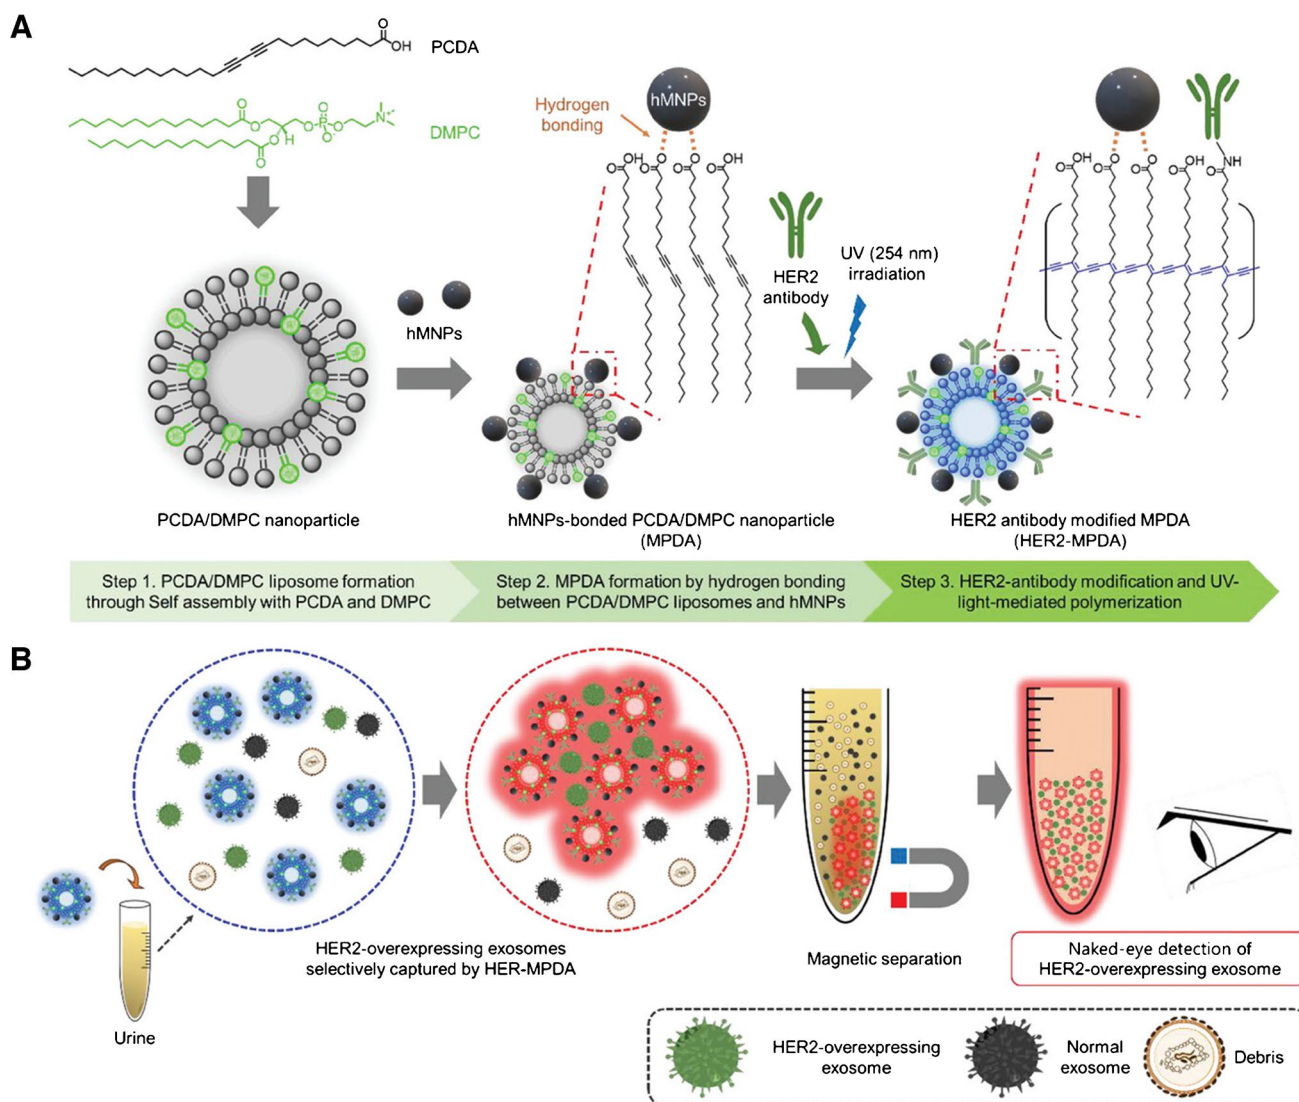 A
PCDA
DMPC
O
OH
O
O
O
O
H
O
P
O
O-
O
N+
hMNPs
Hydrogen
bonding
OH
O
O
O
O
O
OH
O
hMNPs
HER2
antibody
UV (254 nm)
irradiation
OH
O
O
O
O
O
OH
O
O
NH
PCDA/DMPC nanoparticle
hMNPs-bonded PCDA/DMPC nanoparticle
(MPDA)
HER2 antibody modified MPDA
(HER2-MPDA)
Step 1. PCDA/DMPC liposome formation
through Self assembly with PCDA and DMPC
Step 2. MPDA formation by hydrogen bonding
between PCDA/DMPC liposomes and hMNPs
Step 3. HER2-antibody modification and UV-
light-mediated polymerization
B
Urine
HER2-overexpressing exosomes
selectively captured by HER-MPDA
Magnetic separation
Naked-eye detection of
HER2-overexpressing exosome
HER2-overexpressing
exosome
Normal
exosome
Debris